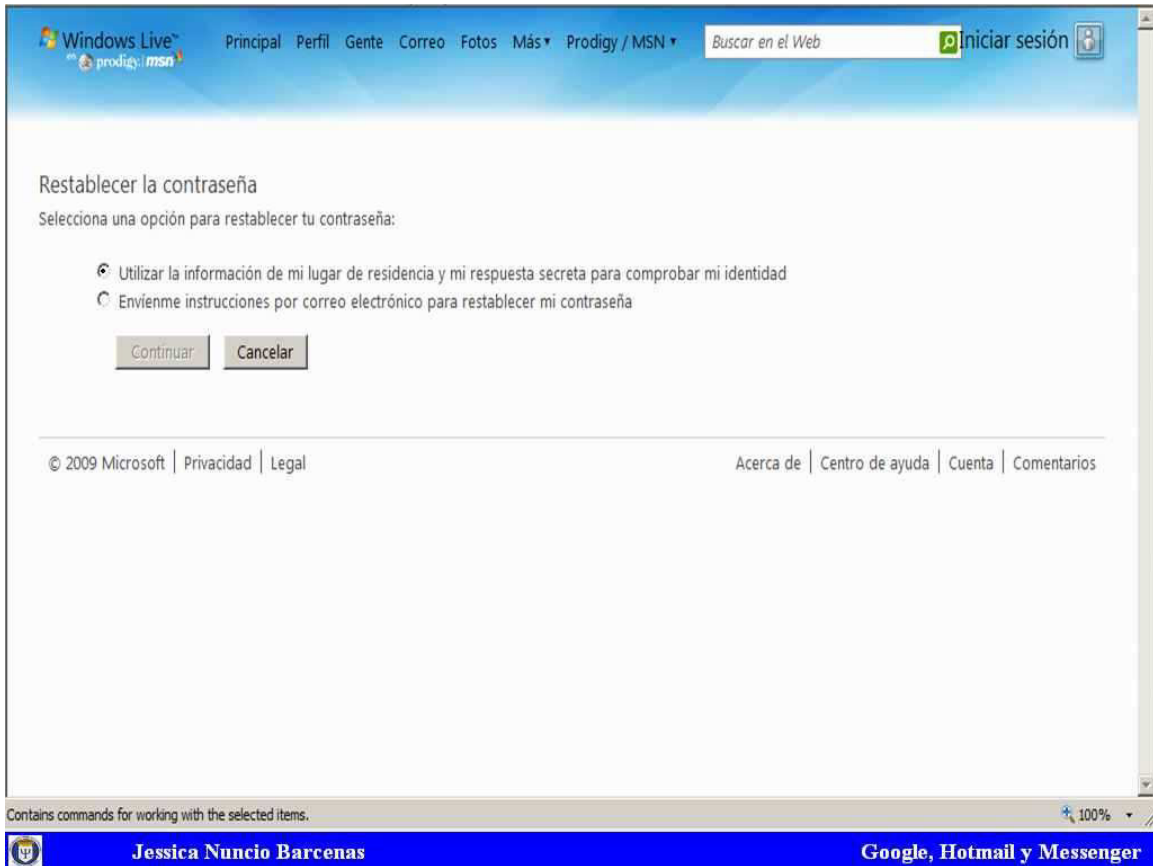 Windows Live™ Principal Perfil Gente Correo Fotos Más Prodigy / MSN Buscar en el Web Iniciar sesión
en prodigy msn
Restablecer la contraseña
Selecciona una opción para restablecer tu contraseña:
Utilizar la información de mi lugar de residencia y mi respuesta secreta para comprobar mi identidad
Envíenme instrucciones por correo electrónico para restablecer mi contraseña
Continuar Cancelar
© 2009 Microsoft | Privacidad | Legal Acerca de | Centro de ayuda | Cuenta | Comentarios
Contains commands for working with the selected items. 100%
Jessica Nuncio Barcenas Google, Hotmail y Messenger